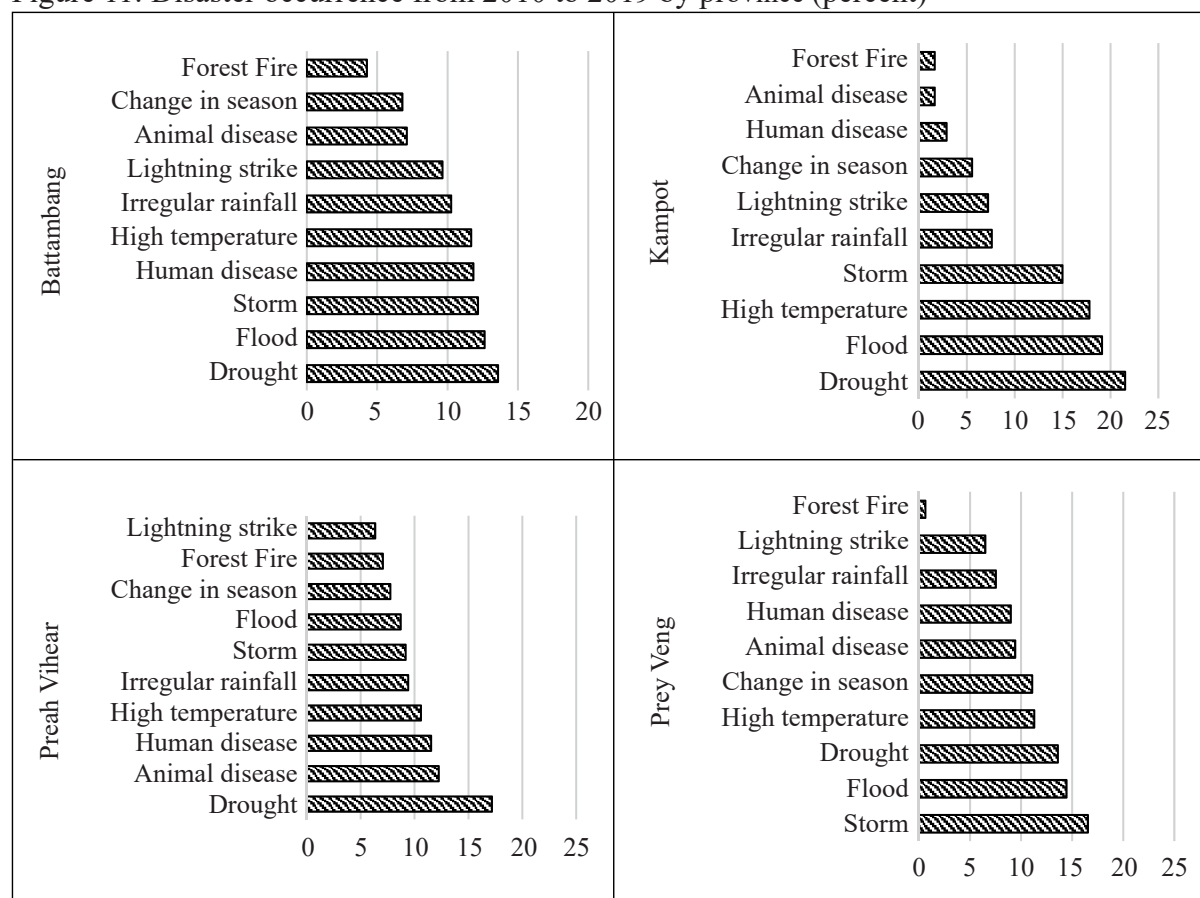 Figure 11: Disaster occurrence from 2010 to 2019 by province (percent)
Battambang
Forest Fire
Change in season
Animal disease
Lightning strike
Irregular rainfall
High temperature
Human disease
Storm
Flood
Drought
0 5 10 15 20
Kampot
Forest Fire
Animal disease
Human disease
Change in season
Lightning strike
Irregular rainfall
Storm
High temperature
Flood
Drought
0 5 10 15 20 25
Preah Vihear
Lightning strike
Forest Fire
Change in season
Flood
Storm
Irregular rainfall
High temperature
Human disease
Animal disease
Drought
0 5 10 15 20 25
Prey Veng
Forest Fire
Lightning strike
Irregular rainfall
Human disease
Animal disease
Change in season
High temperature
Drought
Flood
Storm
0 5 10 15 20 25